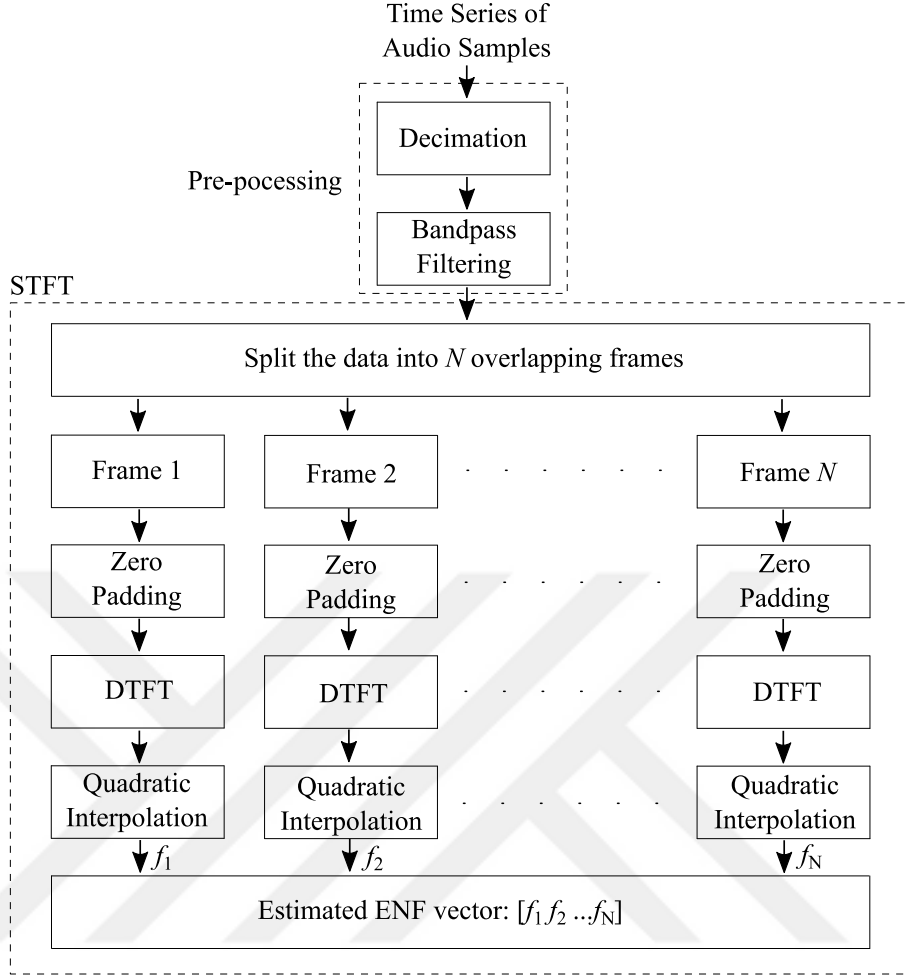 Time Series of
Audio Samples
Decimation
Pre-pocessing
Bandpass
Filtering
STFT
Split the data into N overlapping frames
Frame 1
Frame 2
. . . . . .
Frame N
Zero
Padding
Zero
Padding
. . . . . .
Zero
Padding
DTFT
DTFT
. . . . . .
DTFT
Quadratic
Interpolation
Quadratic
Interpolation
. . . . . .
Quadratic
Interpolation
f1
f2
fN
Estimated ENF vector: [f1 f2 ...fN]